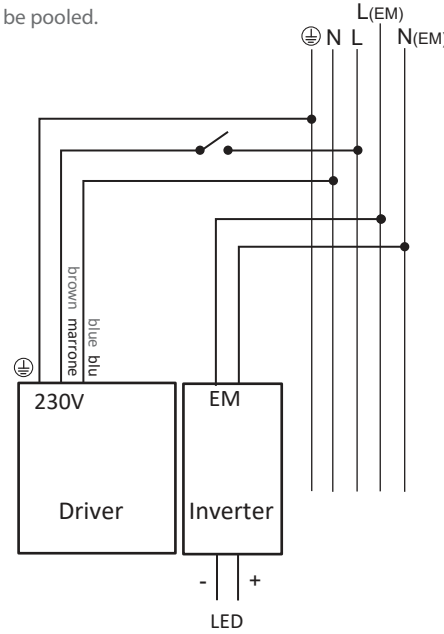 be pooled.
L(EM)
⏚ N L N(EM)
brown marrone
blue blu
⏚
230V
EM
Driver
Inverter
- +
LED